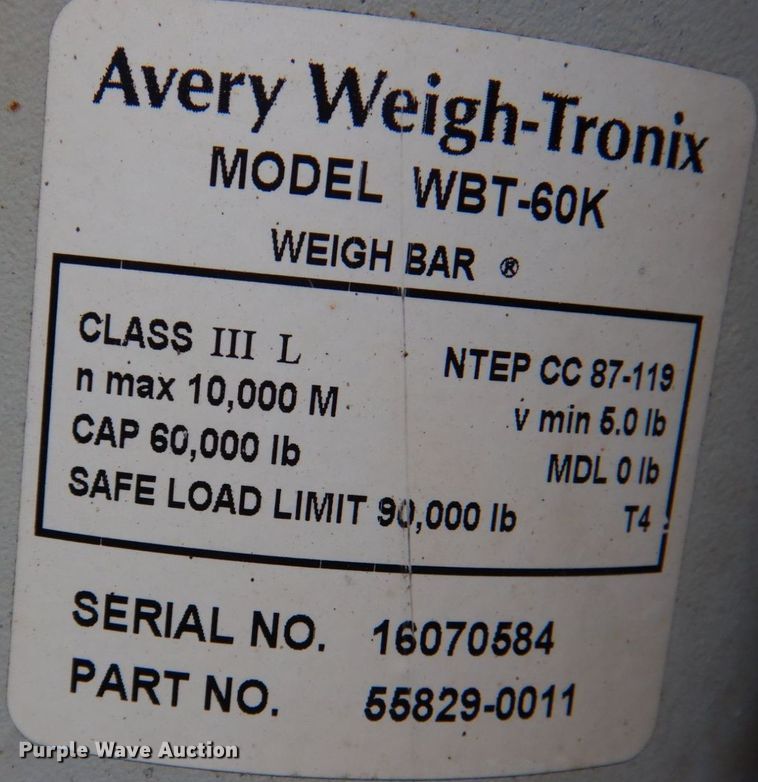 Avery Weigh-Tronix
MODEL WBT-60K
WEIGH BAR ®
CLASS III L NTEP CC 87-119
n max 10,000 M v min 5.0 lb
CAP 60,000 lb MDL 0 lb
SAFE LOAD LIMIT 90,000 lb T4
SERIAL NO. 16070584
PART NO. 55829-0011
Purple Wave Auction